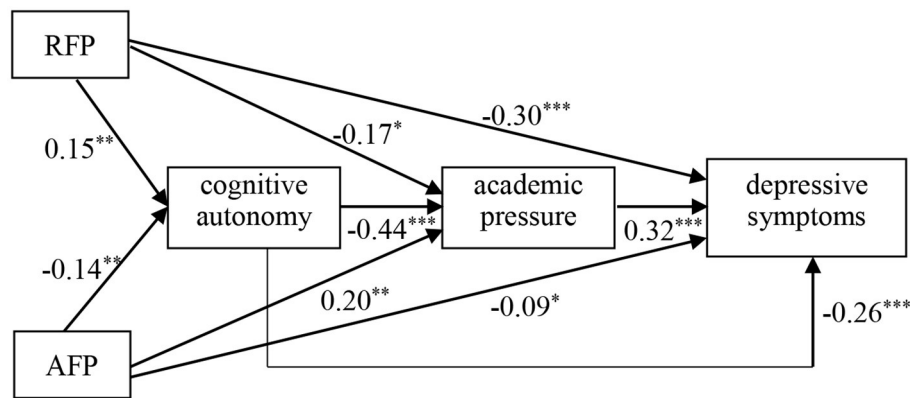 RFP
-0.30***
-0.17*
0.15**
cognitive
autonomy
academic
pressure
depressive
symptoms
-0.44***
0.32***
-0.14**
0.20**
-0.09*
-0.26***
AFP